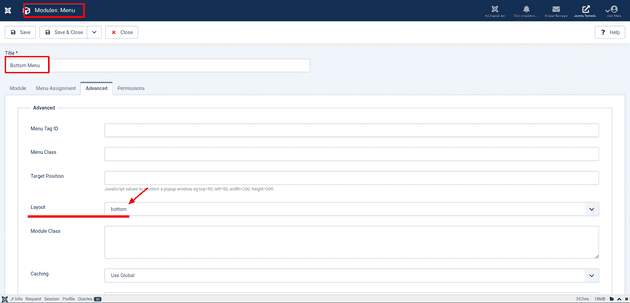 Modules: Menu
User Menu
Save
Save & Close
Close
Help
Title *
Bottom Menu
Module
Menu Assignment
Advanced
Permissions
Advanced
Menu Tag ID
Menu Class
Target Position
JavaScript values to position a popup window, eg top=50, left=50, width=200, height=300.
Layout
bottom
Module Class
Caching
Use Global
Info
Request
Session
Profile
Queries